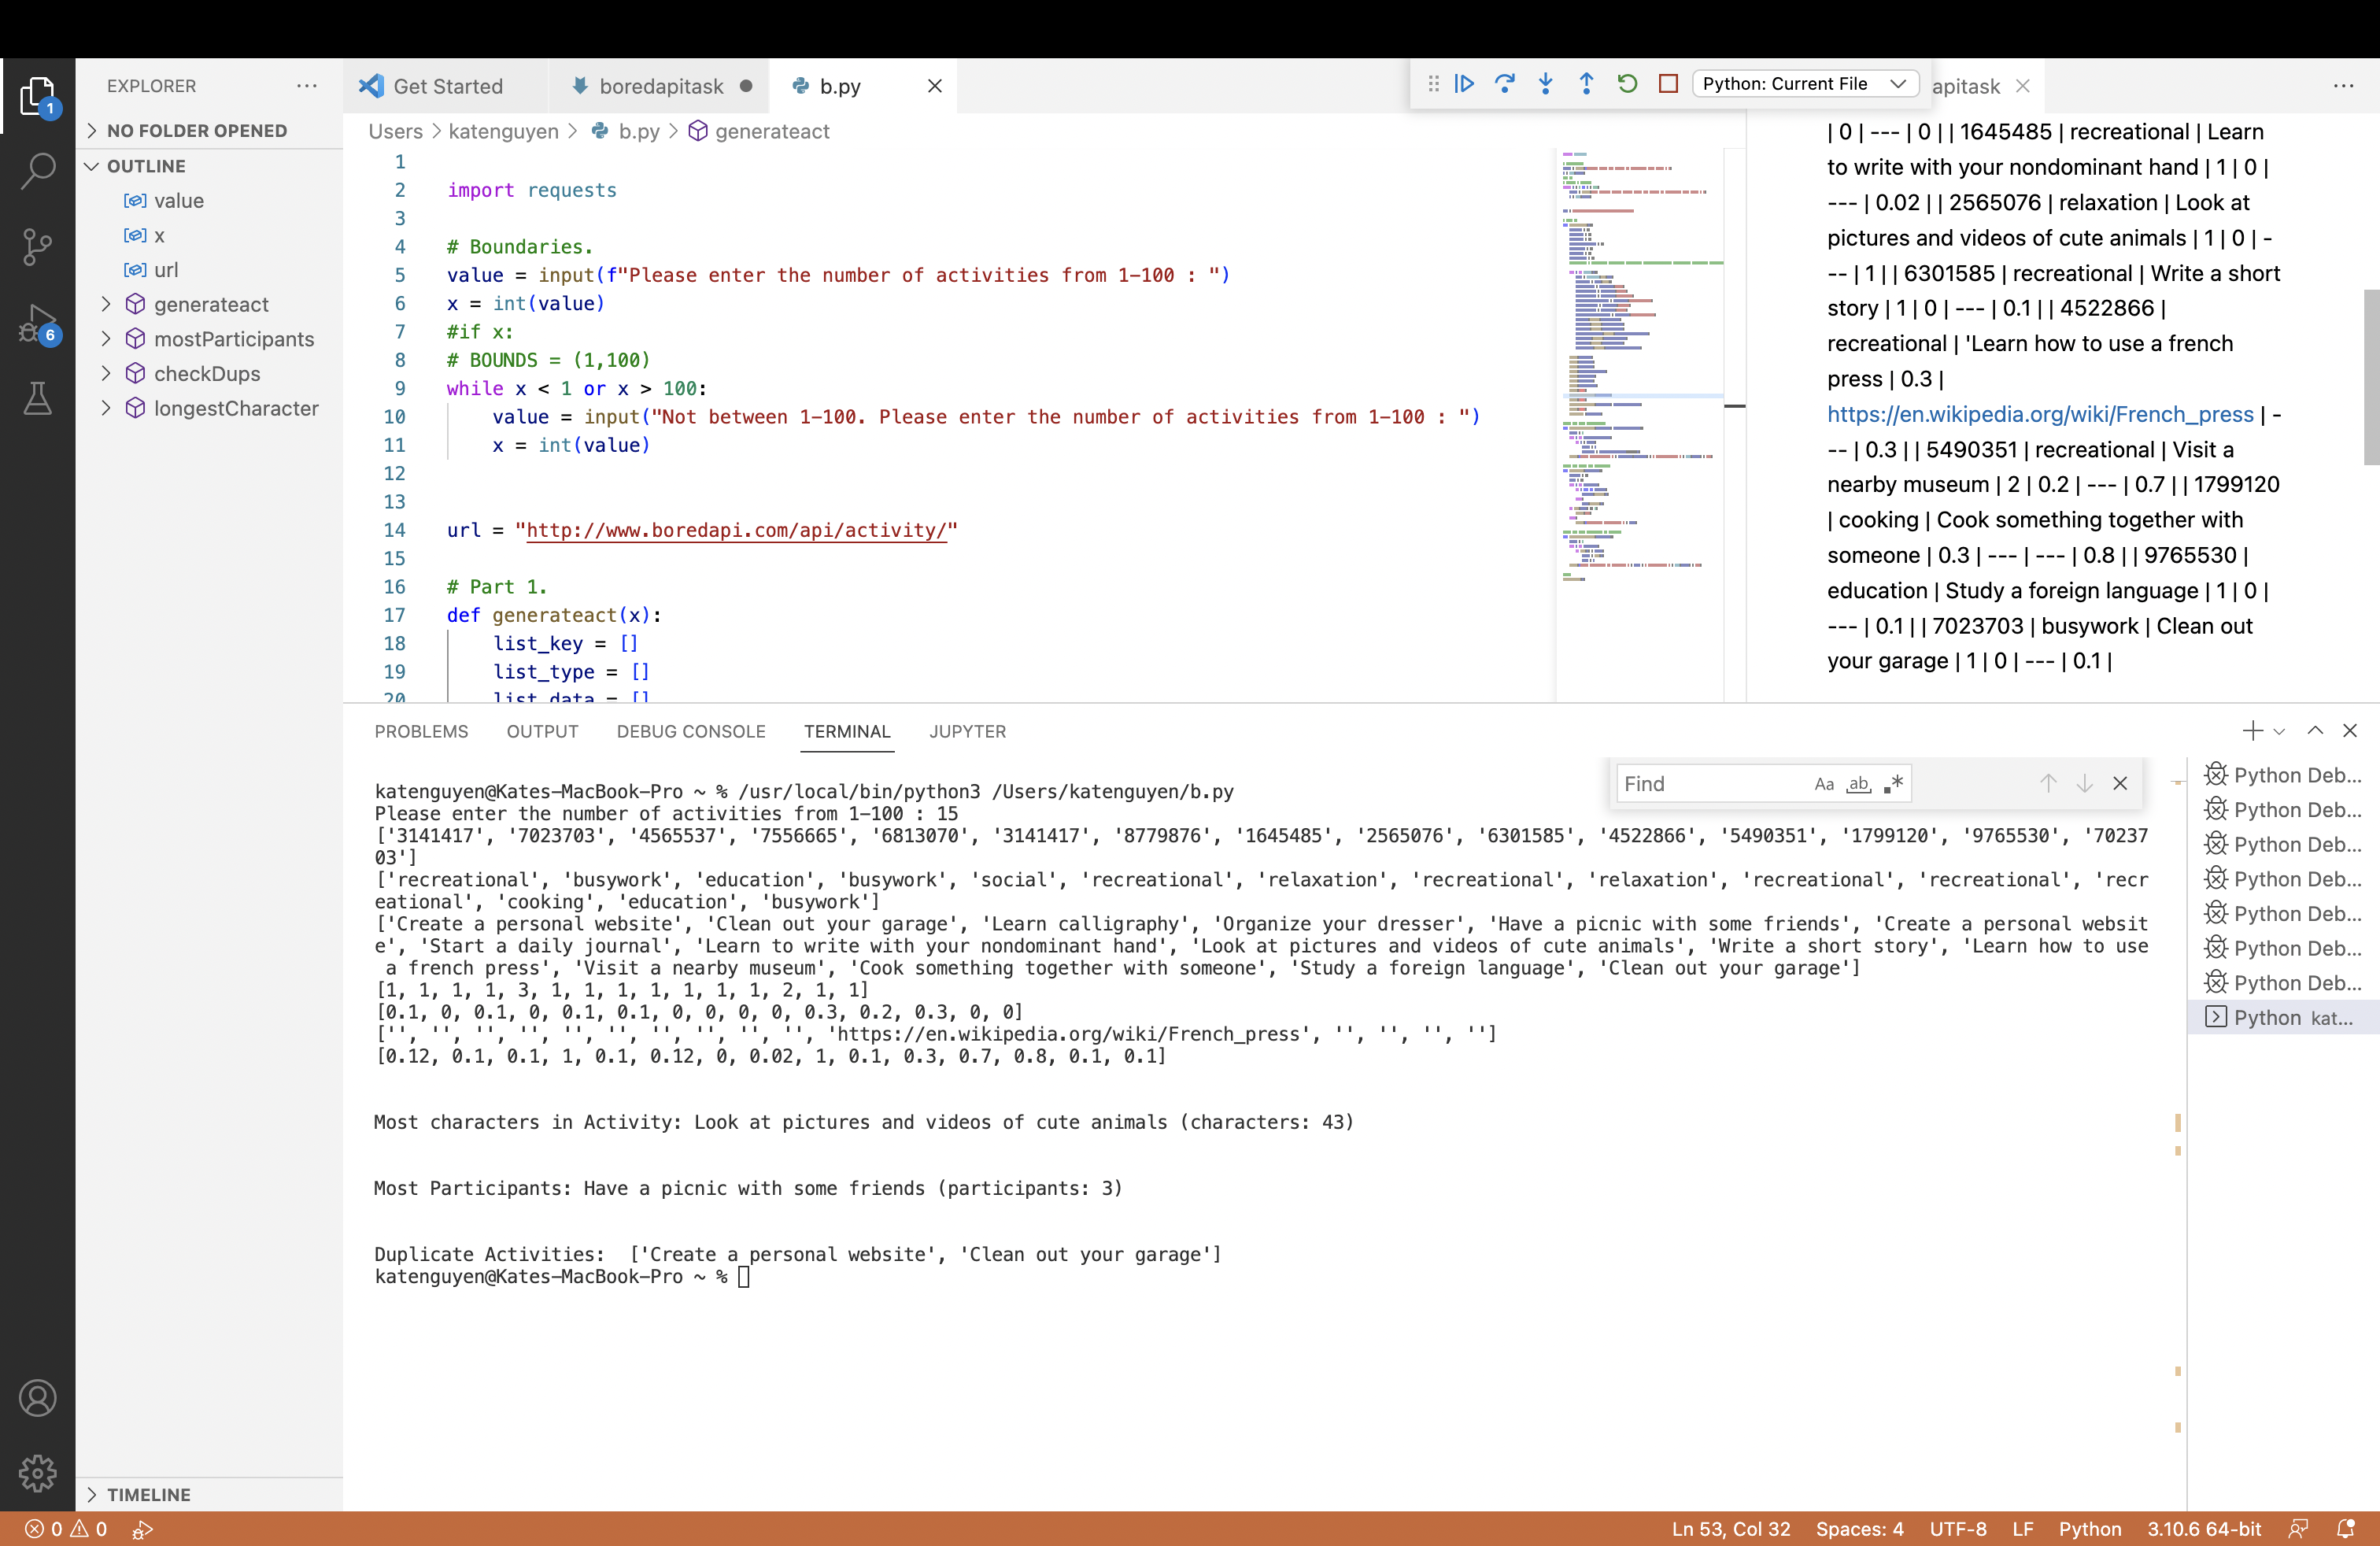 EXPLORER
Get Started
boredapitask
b.py
Python: Current File
apitask
1
NO FOLDER OPENED
OUTLINE
value
x
url
generateact
mostParticipants
checkDups
longestCharacter
6
TIMELINE
Users > katenguyen > b.py > generateact
1
2 import requests
3
4 # Boundaries.
5 value = input(f"Please enter the number of activities from 1-100 : ")
6 x = int(value)
7 #if x:
8 # BOUNDS = (1,100)
9 while x < 1 or x > 100:
10 value = input("Not between 1-100. Please enter the number of activities from 1-100 : ")
11 x = int(value)
12
13
14 url = "http://www.boredapi.com/api/activity/"
15
16 # Part 1.
17 def generateact(x):
18 list_key = []
19 list_type = []
20 list_data = []
| 0 | --- | 0 | | 1645485 | recreational | Learn
to write with your nondominant hand | 1 | 0 |
--- | 0.02 | | 2565076 | relaxation | Look at
pictures and videos of cute animals | 1 | 0 | -
-- | 1 | | 6301585 | recreational | Write a short
story | 1 | 0 | --- | 0.1 | | 4522866 |
recreational | 'Learn how to use a french
press | 0.3 |
https://en.wikipedia.org/wiki/French_press | -
-- | 0.3 | | 5490351 | recreational | Visit a
nearby museum | 2 | 0.2 | --- | 0.7 | | 1799120
| cooking | Cook something together with
someone | 0.3 | --- | --- | 0.8 | | 9765530 |
education | Study a foreign language | 1 | 0 |
--- | 0.1 | | 7023703 | busywork | Clean out
your garage | 1 | 0 | --- | 0.1 |
PROBLEMS OUTPUT DEBUG CONSOLE TERMINAL JUPYTER
Find Aa ab .*
katenguyen@Kates-MacBook-Pro ~ % /usr/local/bin/python3 /Users/katenguyen/b.py
Please enter the number of activities from 1-100 : 15
['3141417', '7023703', '4565537', '7556665', '6813070', '3141417', '8779876', '1645485', '2565076', '6301585', '4522866', '5490351', '1799120', '9765530', '70237
03']
['recreational', 'busywork', 'education', 'busywork', 'social', 'recreational', 'relaxation', 'recreational', 'relaxation', 'recreational', 'recreational', 'recr
eational', 'cooking', 'education', 'busywork']
['Create a personal website', 'Clean out your garage', 'Learn calligraphy', 'Organize your dresser', 'Have a picnic with some friends', 'Create a personal websit
e', 'Start a daily journal', 'Learn to write with your nondominant hand', 'Look at pictures and videos of cute animals', 'Write a short story', 'Learn how to use
a french press', 'Visit a nearby museum', 'Cook something together with someone', 'Study a foreign language', 'Clean out your garage']
[1, 1, 1, 1, 3, 1, 1, 1, 1, 1, 1, 1, 2, 1, 1]
[0.1, 0, 0.1, 0, 0.1, 0.1, 0, 0, 0, 0, 0.3, 0.2, 0.3, 0, 0]
['', '', '', '', '', '', '', '', '', '', 'https://en.wikipedia.org/wiki/French_press', '', '', '', '']
[0.12, 0.1, 0.1, 1, 0.1, 0.12, 0, 0.02, 1, 0.1, 0.3, 0.7, 0.8, 0.1, 0.1]
Most characters in Activity: Look at pictures and videos of cute animals (characters: 43)
Most Participants: Have a picnic with some friends (participants: 3)
Duplicate Activities:  ['Create a personal website', 'Clean out your garage']
katenguyen@Kates-MacBook-Pro ~ %
Python Deb...
Python Deb...
Python Deb...
Python Deb...
Python Deb...
Python Deb...
Python Deb...
Python kat...
0 0
Ln 53, Col 32 Spaces: 4 UTF-8 LF Python 3.10.6 64-bit